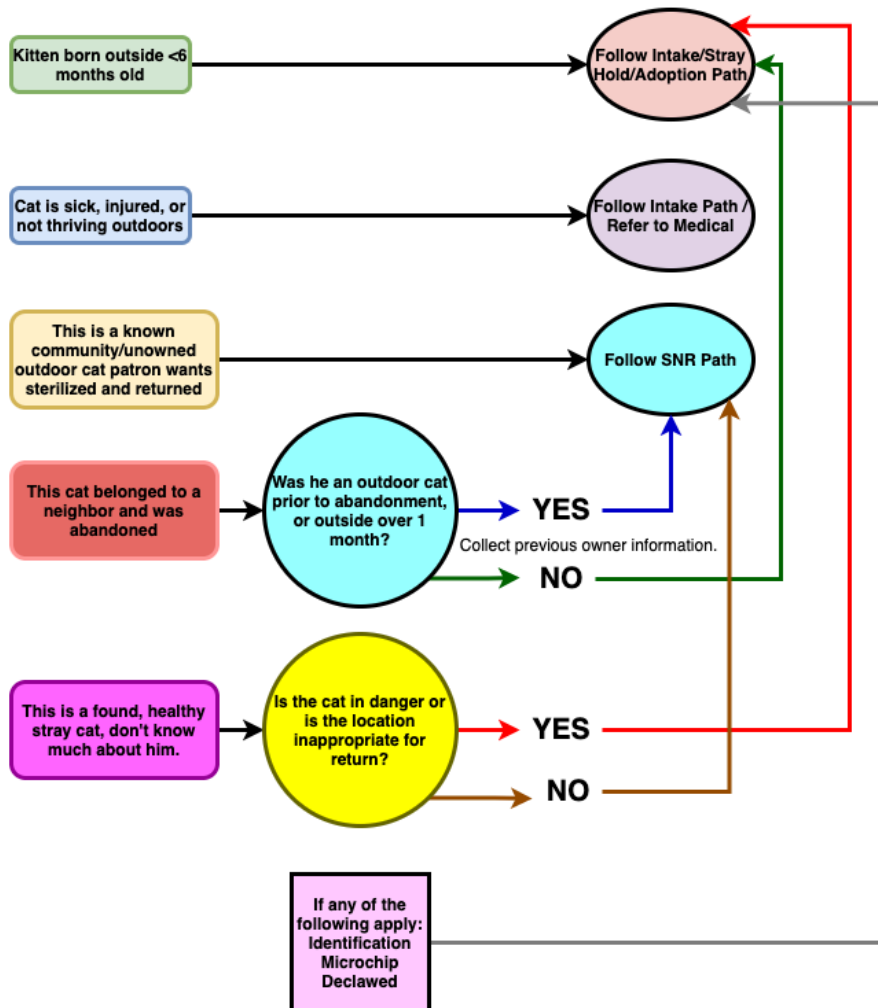 Kitten born outside <6
months old
Follow Intake/Stray
Hold/Adoption Path
Cat is sick, injured, or
not thriving outdoors
Follow Intake Path /
Refer to Medical
This is a known
community/unowned
outdoor cat patron wants
sterilized and returned
Follow SNR Path
This cat belonged to a
neighbor and was
abandoned
Was he an outdoor cat
prior to abandonment,
or outside over 1
month?
YES
Collect previous owner information.
NO
This is a found, healthy
stray cat, don't know
much about him.
Is the cat in danger or
is the location
inappropriate for
return?
YES
NO
If any of the
following apply:
Identification
Microchip
Declawed